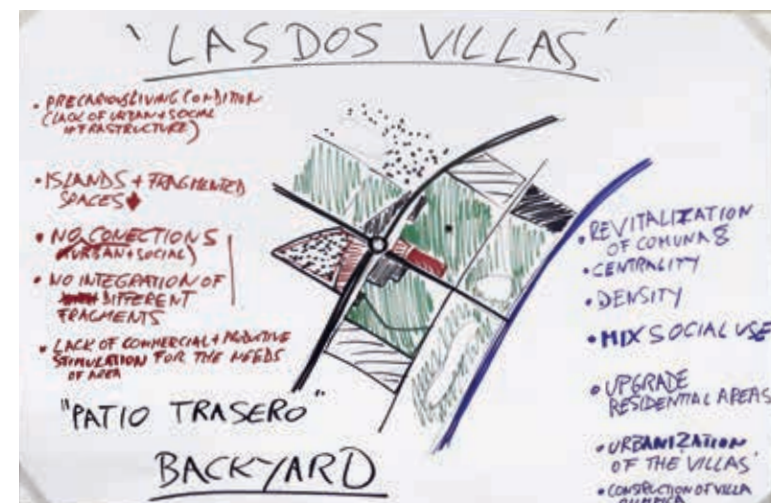 'LAS DOS VILLAS'
• PRECARIOUS LIVING CONDITION
(LACK OF URBAN + SOCIAL
INFRASTRUCTURE)
• ISLANDS + FRAGMENTED
SPACES
• NO CONECTIONS
(URBAN + SOCIAL)
• NO INTEGRATION OF
DIFFERENT
FRAGMENTS
• LACK OF COMMERCIAL +
STIMULATION FOR THE NEEDS
OF AREA
"PATIO TRASERO"
BACKYARD
• REVITALIZATION
OF COMUNA 8
• CENTRALITY
• DENSITY
• MIX SOCIAL USE
• UPGRADE
RESIDENTIAL AREAS
• URBANIZATION
OF THE VILLAS'
• CONSTRUCTION OF VILLA